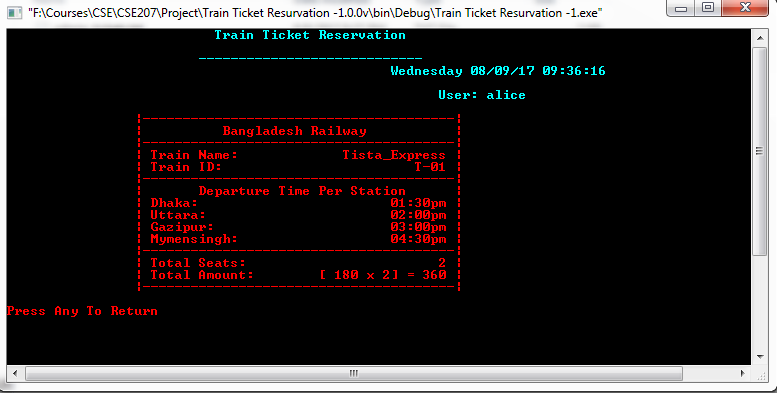 "F:\Courses\CSE\CSE207\Project\Train Ticket Resurvation -1.0.0v\bin\Debug\Train Ticket Resurvation -1.exe"
Train Ticket Reservation
Wednesday 08/09/17 09:36:16
User: alice
Bangladesh Railway
Train Name: Tista_Express
Train ID: T-01
Departure Time Per Station
Dhaka: 01:30pm
Uttara: 02:00pm
Gazipur: 03:00pm
Mymensingh: 04:30pm
Total Seats: 2
Total Amount: [ 180 x 2] = 360
Press Any To Return